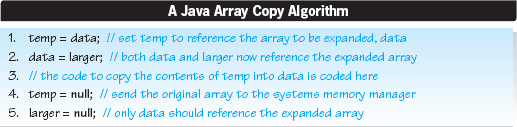 A Java Array Copy Algorithm
1. temp = data; // set temp to reference the array to be expanded, data
2. data = larger; // both data and larger now reference the expanded array
3. // the code to copy the contents of temp into data is coded here
4. temp = null; // send the original array to the systems memory manager
5. larger = null; // only data should reference the expanded array